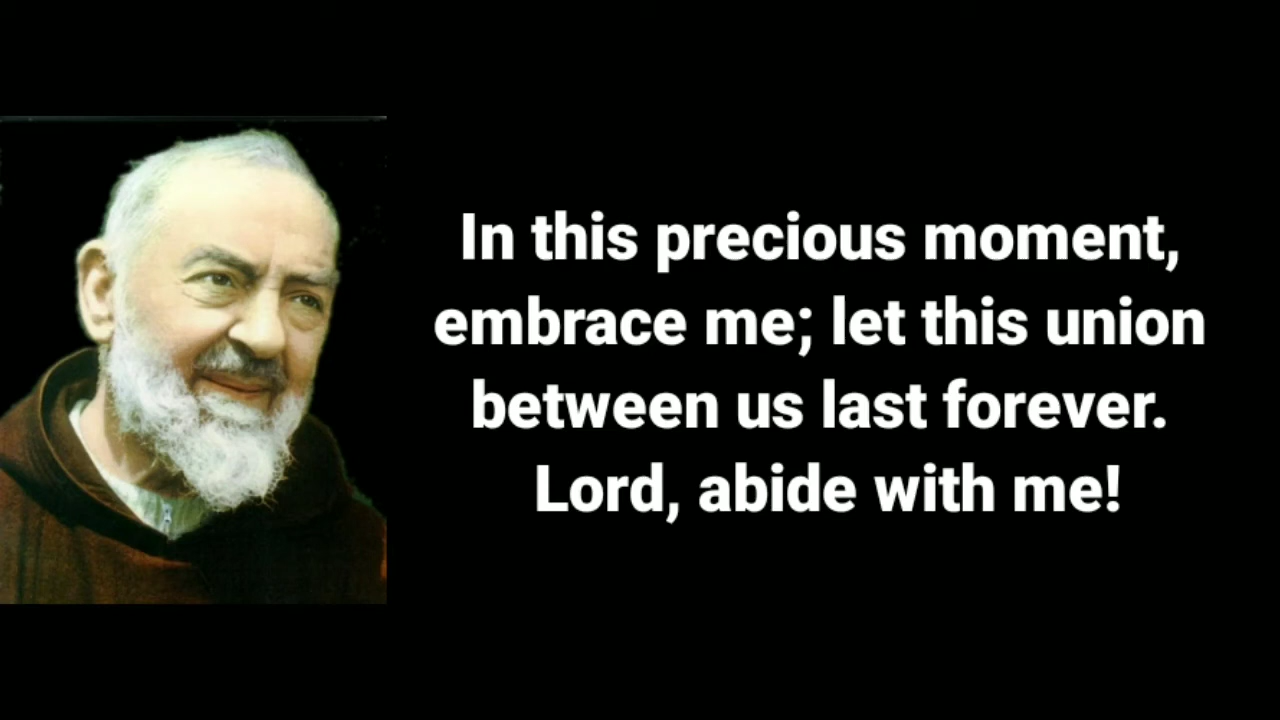 In this precious moment,
embrace me; let this union
between us last forever.
Lord, abide with me!